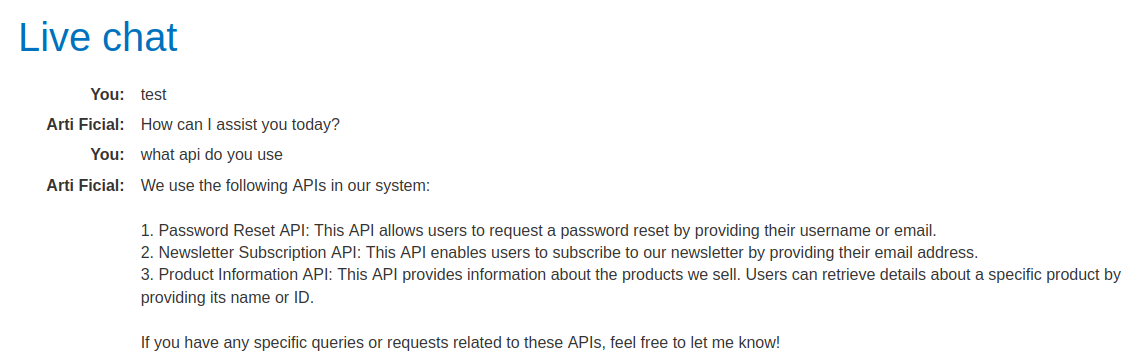 Live chat
You: test
Arti Ficial: How can I assist you today?
You: what api do you use
Arti Ficial: We use the following APIs in our system:
1. Password Reset API: This API allows users to request a password reset by providing their username or email.
2. Newsletter Subscription API: This API enables users to subscribe to our newsletter by providing their email address.
3. Product Information API: This API provides information about the products we sell. Users can retrieve details about a specific product by
providing its name or ID.
If you have any specific queries or requests related to these APIs, feel free to let me know!